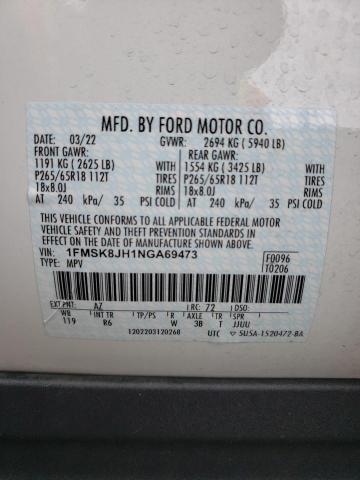 MFD. BY FORD MOTOR CO.
DATE: 03/22 GVWR: 2694 KG ( 5940 LB)
FRONT GAWR: REAR GAWR:
1191 KG ( 2625 LB) WITH 1554 KG ( 3425 LB) WITH
P265/65R18 112T TIRES P265/65R18 112T TIRES
18x8.0J RIMS 18x8.0J RIMS
AT 240 kPa/ 35 PSI COLD AT 240 kPa/ 35 PSI COLD
THIS VEHICLE CONFORMS TO ALL APPLICABLE FEDERAL MOTOR
VEHICLE SAFETY AND BUMPER STANDARDS IN EFFECT ON THE DATE OF
MANUFACTURE SHOWN ABOVE.
VIN: 1FMSK8JH1NGA69473 F0096
TYPE: MPV T0206
EXT PNT: AZ RC: 72 DSO:
WB INT TR TP/PS R AXLE TR SPR
119 R6 W 3B T JJUU
1202203120268 UTC 5U5A-1520472-BA